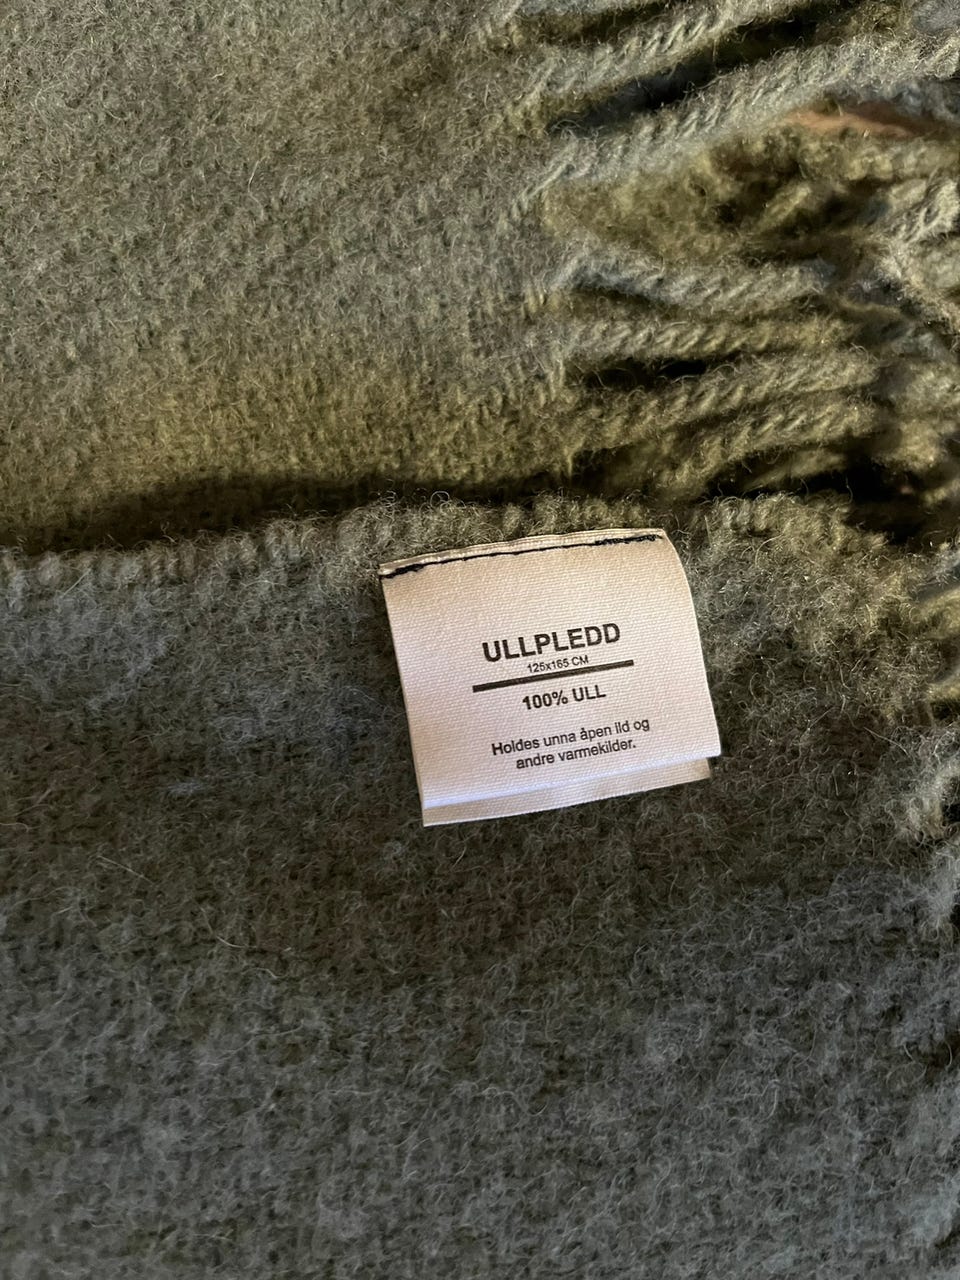 ULLPLEDD
125x165 CM
100% ULL
Holdes unna åpen ild og
andre varmekilder.